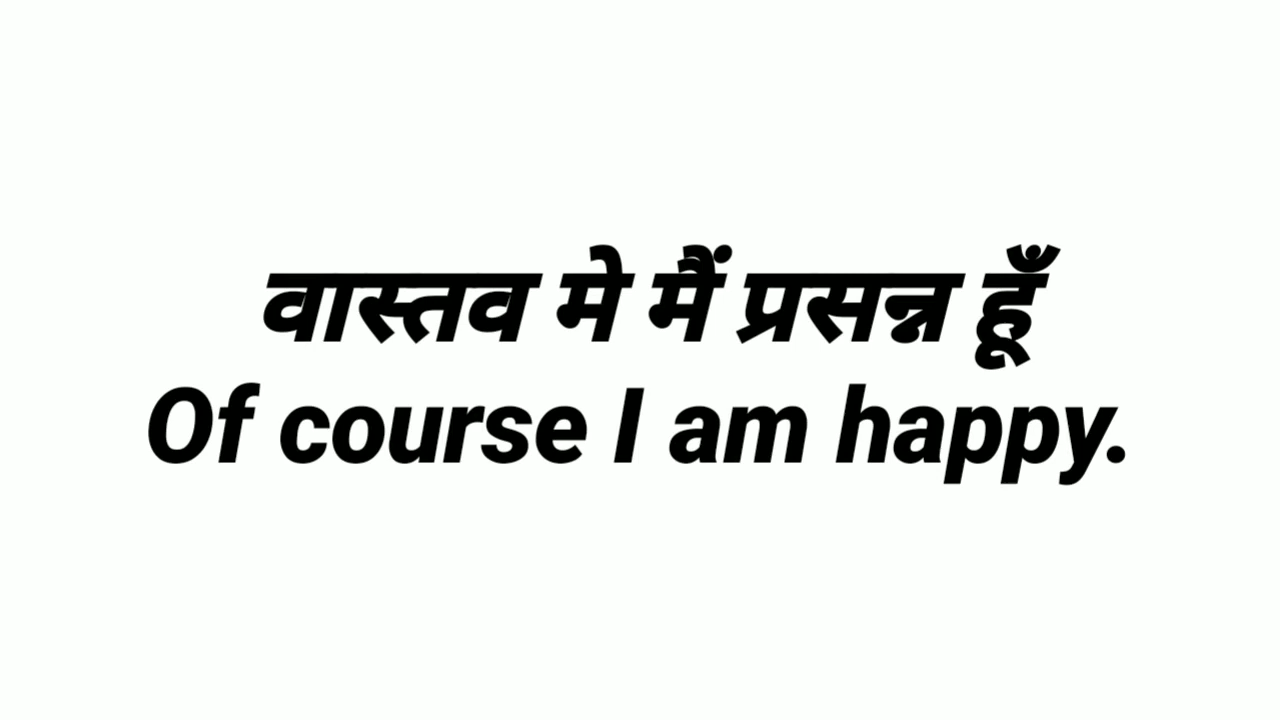 वास्तव मे मैं प्रसन्न हूँ
Of course I am happy.